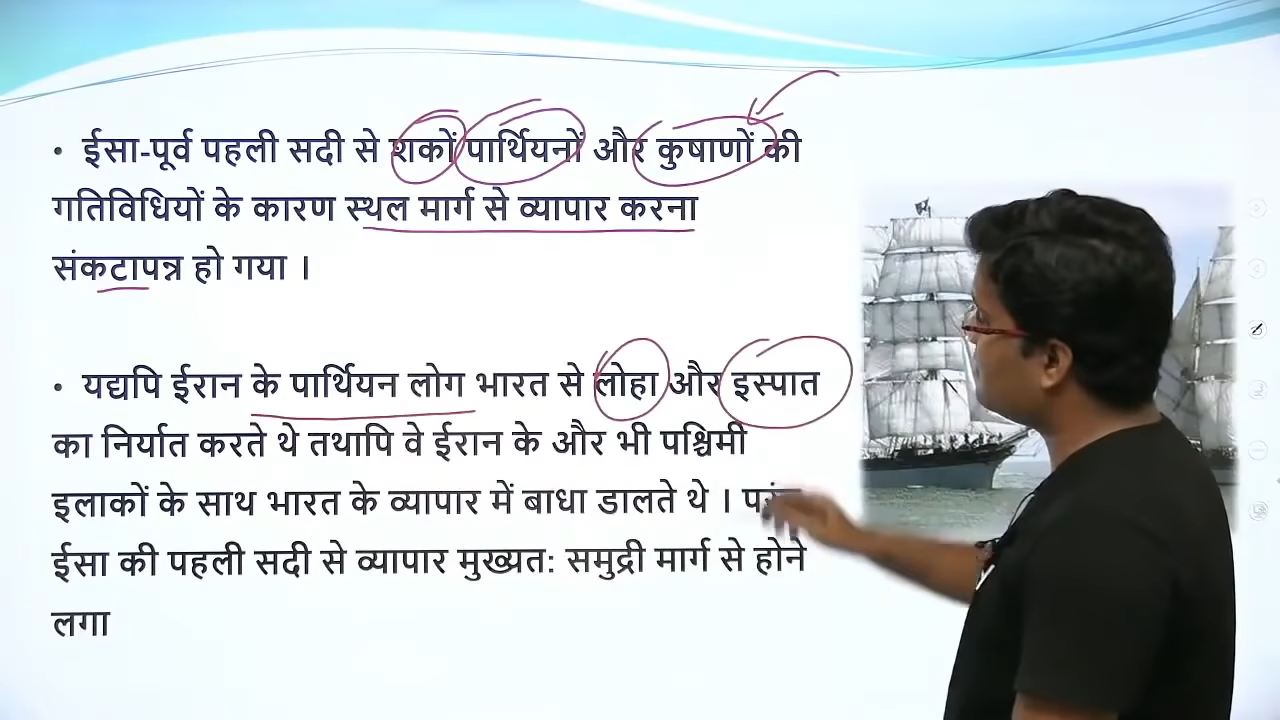 • ईसा-पूर्व पहली सदी से शकों पार्थियनों और कुषाणों की
गतिविधियों के कारण स्थल मार्ग से व्यापार करना
संकटापन्न हो गया ।
• यद्यपि ईरान के पार्थियन लोग भारत से लोहा और इस्पात
का निर्यात करते थे तथापि वे ईरान के और भी पश्चिमी
इलाकों के साथ भारत के व्यापार में बाधा डालते थे ।
ईसा की पहली सदी से व्यापार मुख्यत: समुद्री मार्ग से होने
लगा